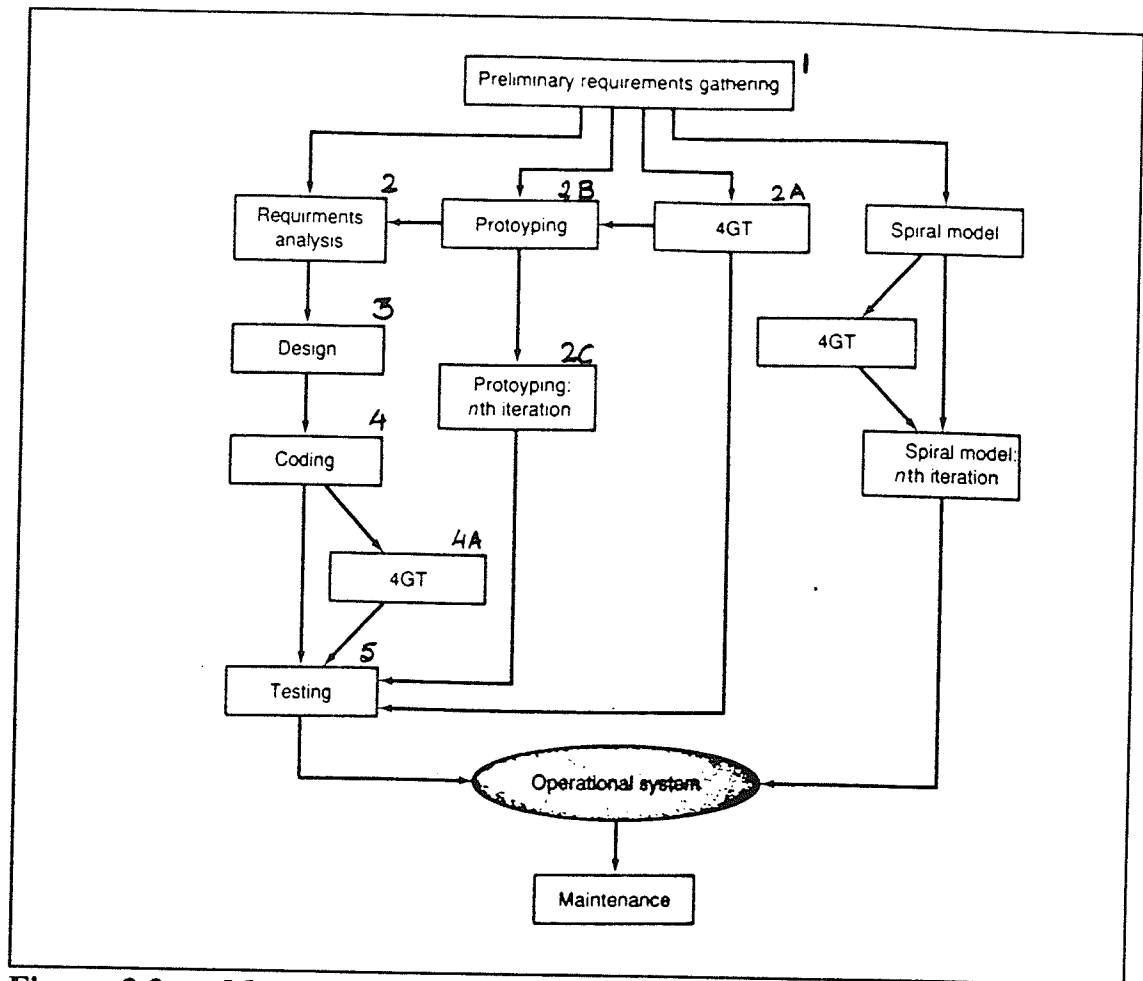 1
Preliminary requirements gathering
2
2B
2A
Requirments
analysis
Protoyping
4GT
Spiral model
3
Design
4GT
2C
Protoyping:
nth iteration
4
Coding
Spiral model:
nth iteration
4A
4GT
5
Testing
Operational system
Maintenance